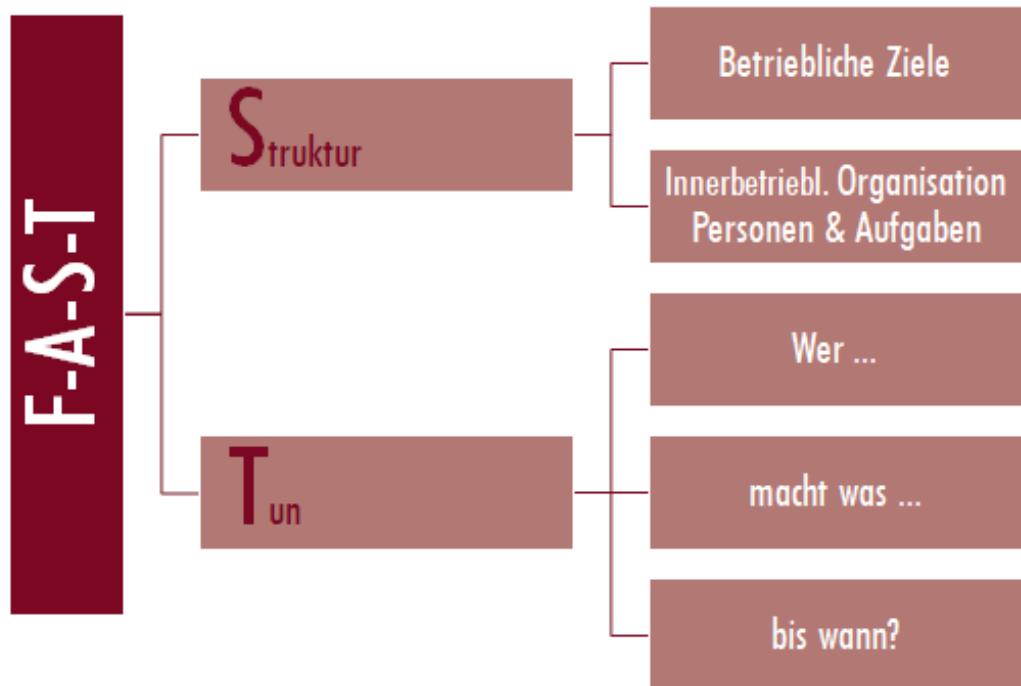 F-A-S-T
Struktur
Betriebliche Ziele
Innerbetriebl. Organisation
Personen & Aufgaben
Tun
Wer ...
macht was ...
bis wann?